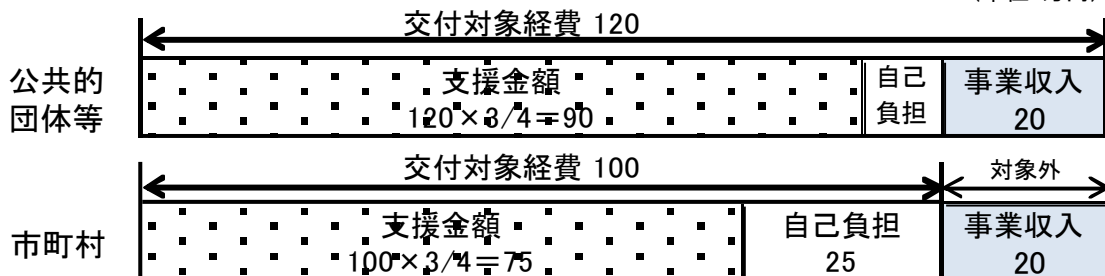 交付対象経費 120
公共的
団体等
支援金額
120×3/4=90
自己
負担
事業収入
20
交付対象経費 100
対象外
市町村
支援金額
100×3/4=75
自己負担
25
事業収入
20